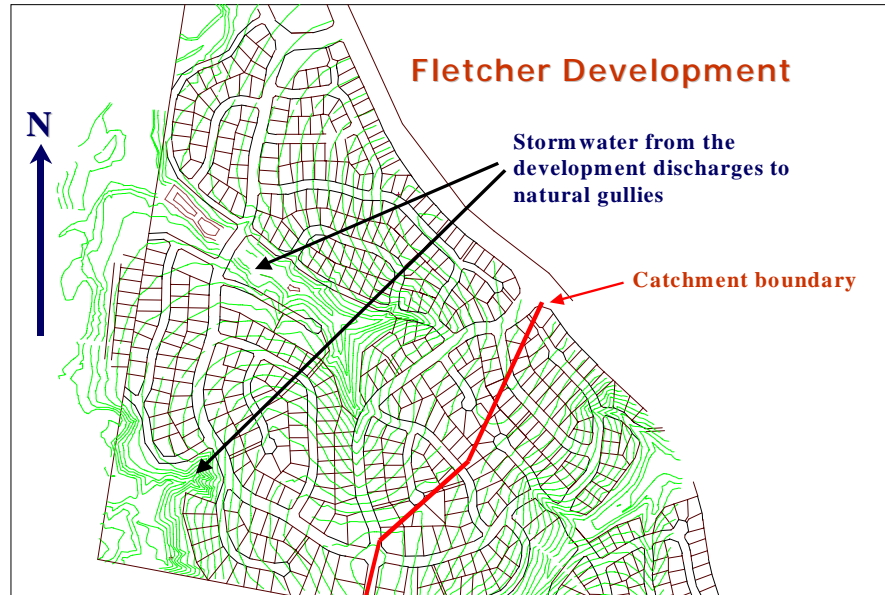 Fletcher Development
N
Stormwater from the
development discharges to
natural gullies
Catchment boundary